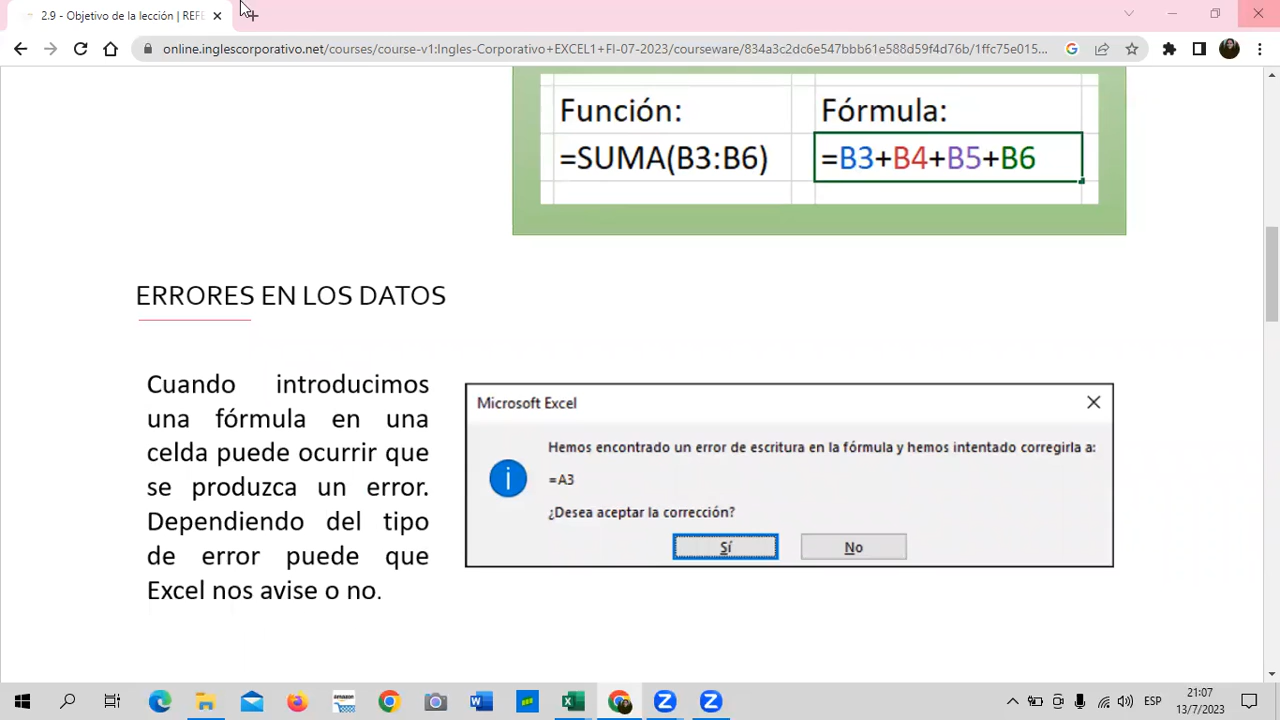 2.9 - Objetivo de la lección | REFE
online.inglescorporativo.net/courses/course-v1:Ingles-Corporativo+EXCEL1+FI-07-2023/courseware/834a3c2dc5e547bbb61e588d59f4d76b/1ffc75e015...
Función: Fórmula:
=SUMA(B3:B6) =B3+B4+B5+B6
ERRORES EN LOS DATOS
Cuando introducimos
una fórmula en una
celda puede ocurrir que
se produzca un error.
Dependiendo del tipo
de error puede que
Excel nos avise o no.
Microsoft Excel
Hemos encontrado un error de escritura en la fórmula y hemos intentado corregirla a:
=A3
¿Desea aceptar la corrección?
Sí No
ESP
21:07
13/7/2023